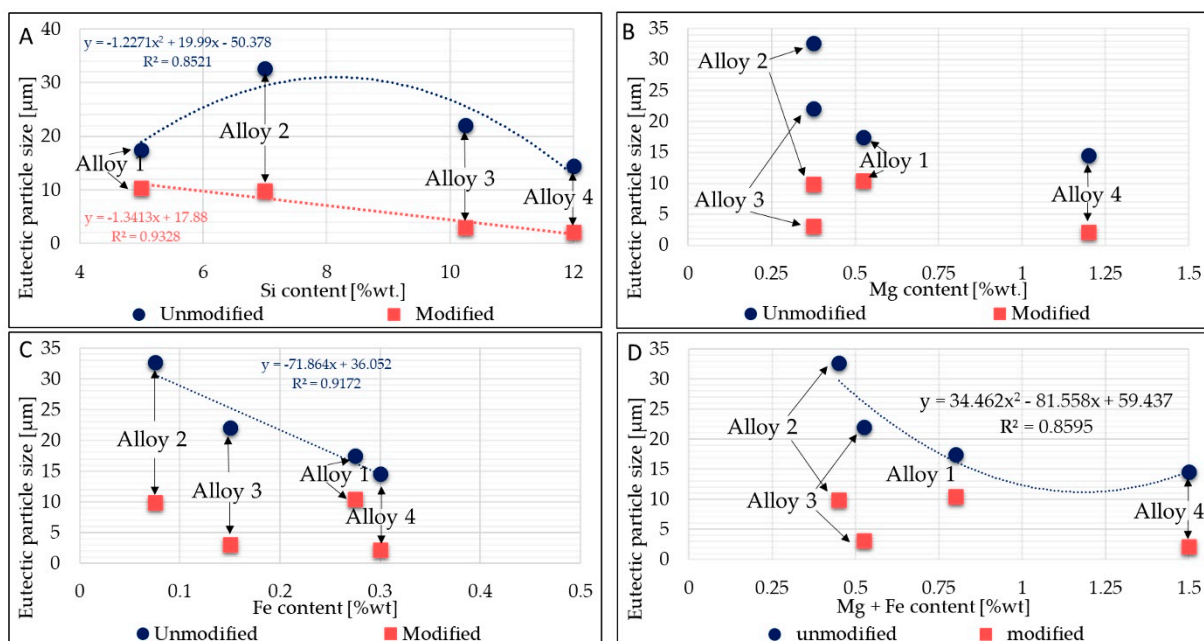 A
y = -1.2271x² + 19.99x - 50.378
R² = 0.8521
Eutectic particle size [µm]
40
30
20
10
0
Alloy 1
Alloy 2
Alloy 3
Alloy 4
y = -1.3413x + 17.88
R² = 0.9328
4
6
8
10
12
Si content [%wt.]
Unmodified
Modified
B
Eutectic particle size [µm]
35
30
25
20
15
10
5
0
Alloy 2
Alloy 3
Alloy 1
Alloy 4
0
0.25
0.5
0.75
1
1.25
1.5
Mg content [%wt.]
Unmodified
Modified
C
Eutectic particle size [µm]
35
30
25
20
15
10
5
0
y = -71.864x + 36.052
R² = 0.9172
Alloy 2
Alloy 3
Alloy 1
Alloy 4
0
0.1
0.2
0.3
0.4
0.5
Fe content [%wt]
Unmodified
Modified
D
Eutectic particle size [µm]
35
30
25
20
15
10
5
0
y = 34.462x² - 81.558x + 59.437
R² = 0.8595
Alloy 2
Alloy 3
Alloy 1
Alloy 4
0
0.25
0.5
0.75
1
1.25
1.5
Mg + Fe content [%wt.]
unmodified
modified